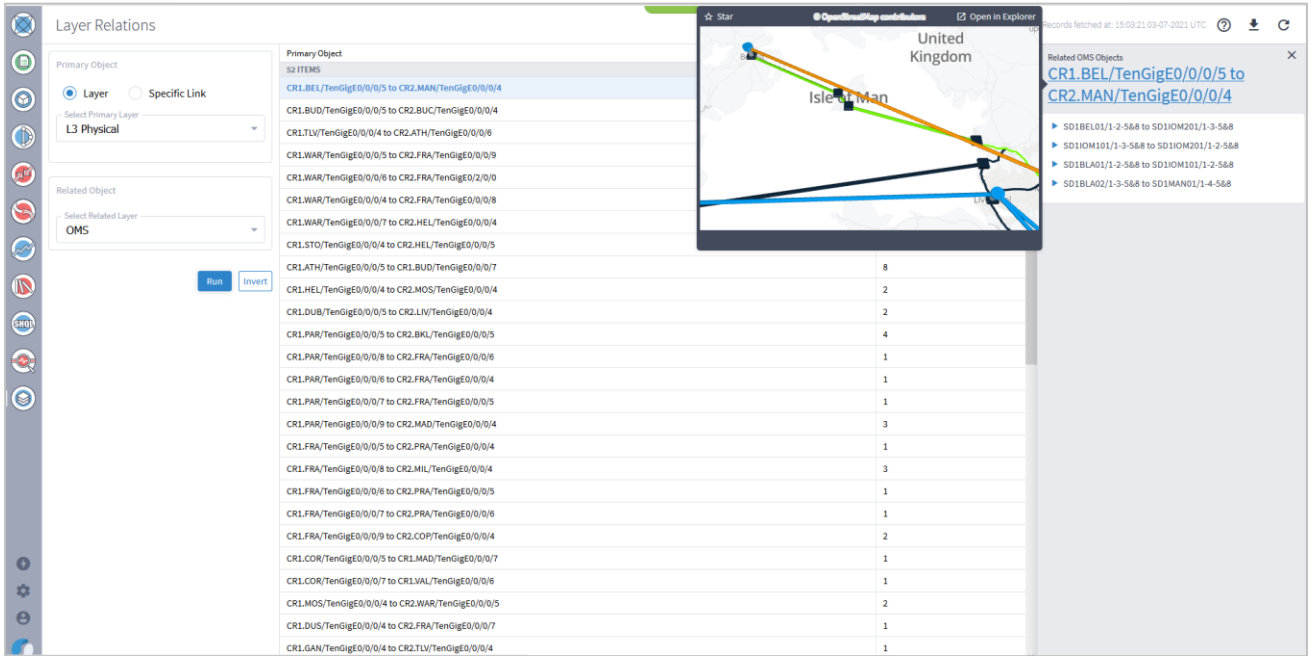 Layer Relations
Primary Object
Layer
Specific Link
Select Primary Layer
L3 Physical
Related Object
Select Related Layer
OMS
Run
Invert
SHQL
Primary Object
52 ITEMS
CR1.BEL/TenGigE0/0/0/5 to CR2.MAN/TenGigE0/0/0/4
CR1.BUD/TenGigE0/0/0/5 to CR2.BUC/TenGigE0/0/0/4
CR1.TLV/TenGigE0/0/0/4 to CR2.ATH/TenGigE0/0/0/6
CR1.WAR/TenGigE0/0/0/5 to CR2.FRA/TenGigE0/0/0/9
CR1.WAR/TenGigE0/0/0/6 to CR2.FRA/TenGigE0/2/0/0
CR1.WAR/TenGigE0/0/0/4 to CR2.FRA/TenGigE0/0/0/8
CR1.WAR/TenGigE0/0/0/7 to CR2.HEL/TenGigE0/0/0/4
CR1.STO/TenGigE0/0/0/4 to CR2.HEL/TenGigE0/0/0/5
CR1.ATH/TenGigE0/0/0/5 to CR1.BUD/TenGigE0/0/0/7 8
CR1.HEL/TenGigE0/0/0/4 to CR2.MOS/TenGigE0/0/0/4 2
CR1.DUB/TenGigE0/0/0/5 to CR2.LIV/TenGigE0/0/0/4 2
CR1.PAR/TenGigE0/0/0/5 to CR2.BKL/TenGigE0/0/0/5 4
CR1.PAR/TenGigE0/0/0/8 to CR2.FRA/TenGigE0/0/0/6 1
CR1.PAR/TenGigE0/0/0/6 to CR2.FRA/TenGigE0/0/0/4 1
CR1.PAR/TenGigE0/0/0/7 to CR2.FRA/TenGigE0/0/0/5 1
CR1.PAR/TenGigE0/0/0/9 to CR2.MAD/TenGigE0/0/0/4 3
CR1.FRA/TenGigE0/0/0/5 to CR2.PRA/TenGigE0/0/0/4 1
CR1.FRA/TenGigE0/0/0/8 to CR2.MIL/TenGigE0/0/0/4 3
CR1.FRA/TenGigE0/0/0/6 to CR2.PRA/TenGigE0/0/0/5 1
CR1.FRA/TenGigE0/0/0/7 to CR2.PRA/TenGigE0/0/0/6 1
CR1.FRA/TenGigE0/0/0/9 to CR2.COP/TenGigE0/0/0/4 2
CR1.COR/TenGigE0/0/0/5 to CR1.MAD/TenGigE0/0/0/7 1
CR1.COR/TenGigE0/0/0/7 to CR1.VAL/TenGigE0/0/0/6 1
CR1.MOS/TenGigE0/0/0/4 to CR2.WAR/TenGigE0/0/0/5 2
CR1.DUS/TenGigE0/0/0/4 to CR2.FRA/TenGigE0/0/0/7 1
CR1.GAN/TenGigE0/0/0/4 to CR2.TLV/TenGigE0/0/0/4 1
Star
© OpenStreetMap contributors
Open in Explorer
United
Kingdom
Isle of Man
Records fetched at: 15:03:21 03-07-2021 UTC
Related OMS Objects
CR1.BEL/TenGigE0/0/0/5 to
CR2.MAN/TenGigE0/0/0/4
SD1BEL01/1-2-5&8 to SD1IOM201/1-3-5&8
SD1IOM101/1-3-5&8 to SD1IOM201/1-2-5&8
SD1BLA01/1-2-5&8 to SD1IOM101/1-2-5&8
SD1BLA02/1-3-5&8 to SD1MAN01/1-4-5&8